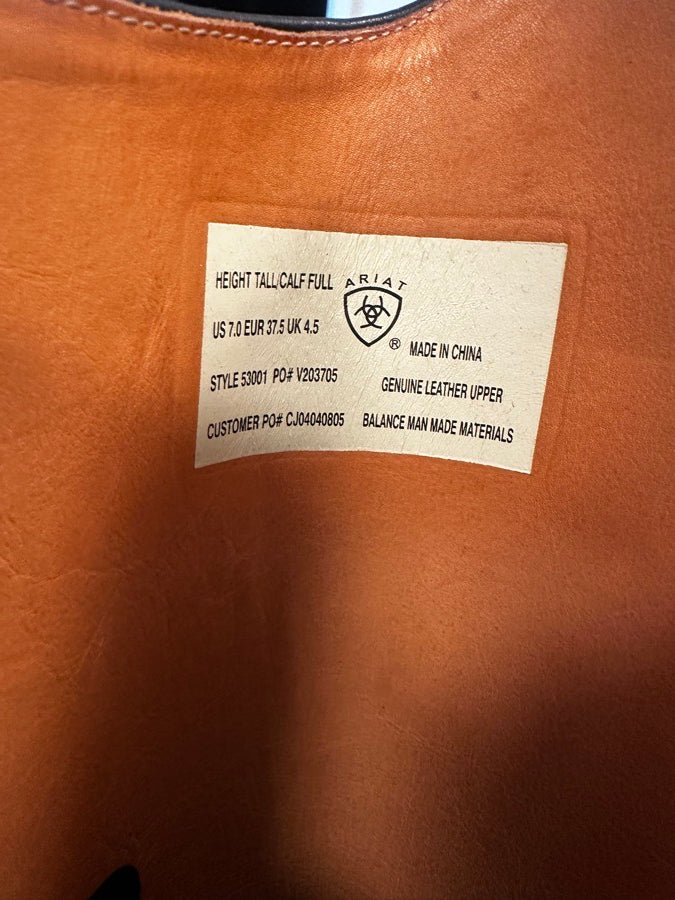 HEIGHT TALL/CALF FULL
ARIAT
US 7.0 EUR 37.5 UK 4.5
® MADE IN CHINA
STYLE 53001 PO# V203705
GENUINE LEATHER UPPER
CUSTOMER PO# CJ04040805
BALANCE MAN MADE MATERIALS